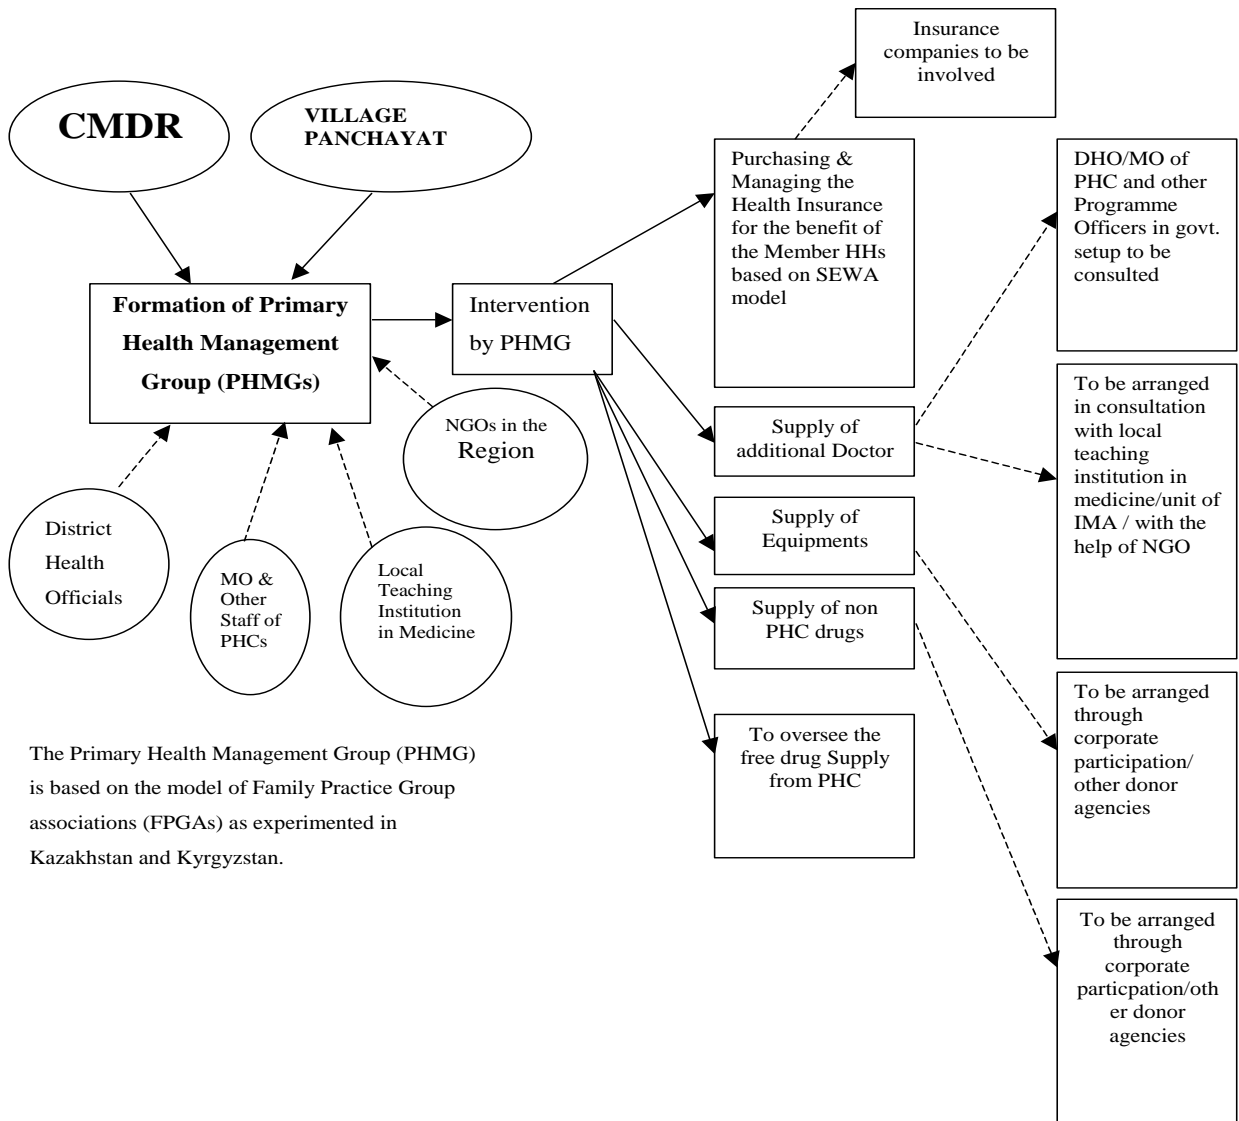 Insurance
companies to be
involved
CMDR
VILLAGE
PANCHAYAT
Purchasing &
Managing the
Health Insurance
for the benefit of
the Member HHs
based on SEWA
model
DHO/MO of
PHC and other
Programme
Officers in govt.
setup to be
consulted
Formation of Primary
Health Management
Group (PHMGs)
Intervention
by PHMG
To be arranged
in consultation
with local
teaching
institution in
medicine/unit of
IMA / with the
help of NGO
NGOs in the
Region
Supply of
additional Doctor
Supply of
Equipments
District
Health
Officials
MO &
Other
Staff of
PHCs
Local
Teaching
Institution
in Medicine
Supply of non
PHC drugs
To be arranged
through
corporate
participation/
other donor
agencies
To oversee the
free drug Supply
from PHC
The Primary Health Management Group (PHMG)
is based on the model of Family Practice Group
associations (FPGAs) as experimented in
Kazakhstan and Kyrgyzstan.
To be arranged
through
corporate
particpation/oth
er donor
agencies